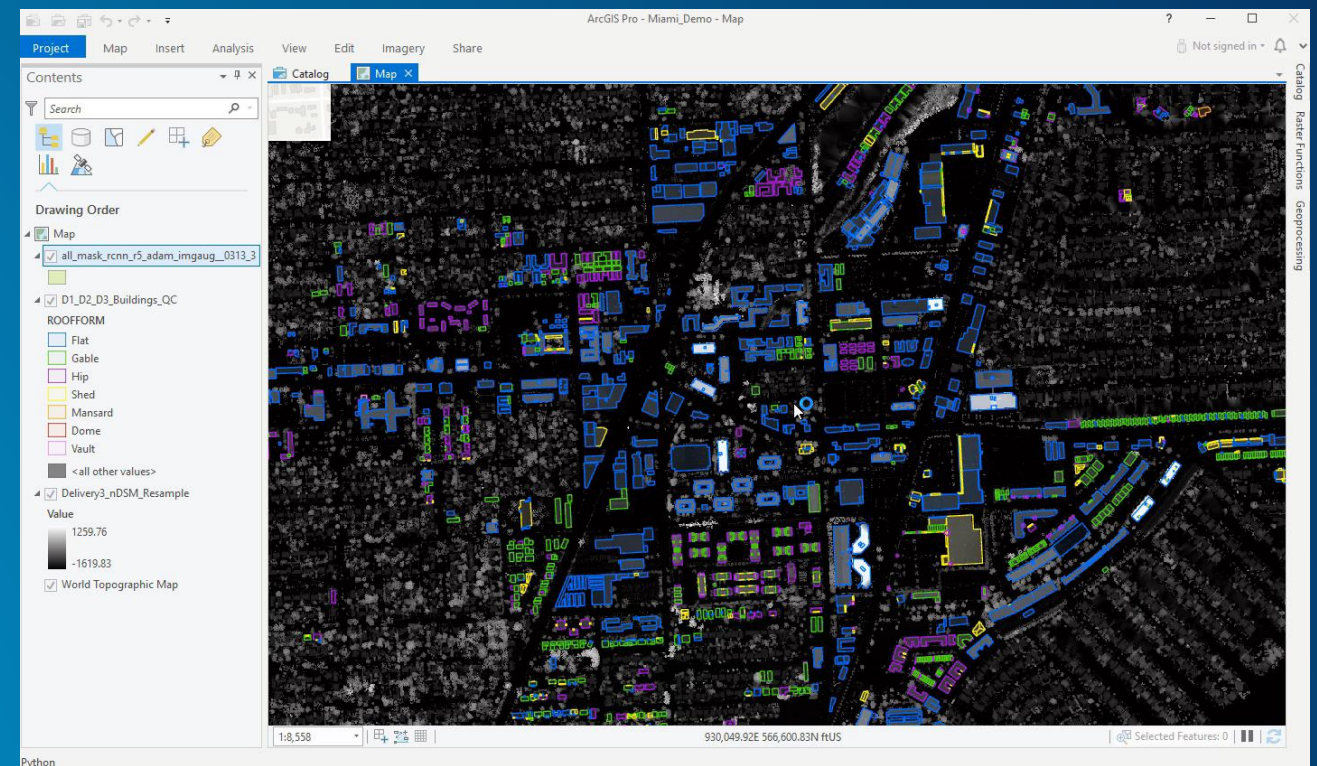 ArcGIS Pro - Miami_Demo - Map
?
Project Map Insert Analysis View Edit Imagery Share
Not signed in
Contents
Catalog Map
Search
Drawing Order
Map
all_mask_rcnn_r5_adam_imgaug__0313_3
D1_D2_D3_Buildings_QC
ROOFFORM
Flat
Gable
Hip
Shed
Mansard
Dome
Vault
<all other values>
Delivery3_nDSM_Resample
Value
1259.76
-1619.83
World Topographic Map
Catalog
Raster Functions
Geoprocessing
1:8,558
930,049.92E 566,600.83N ftUS
Selected Features: 0
Python